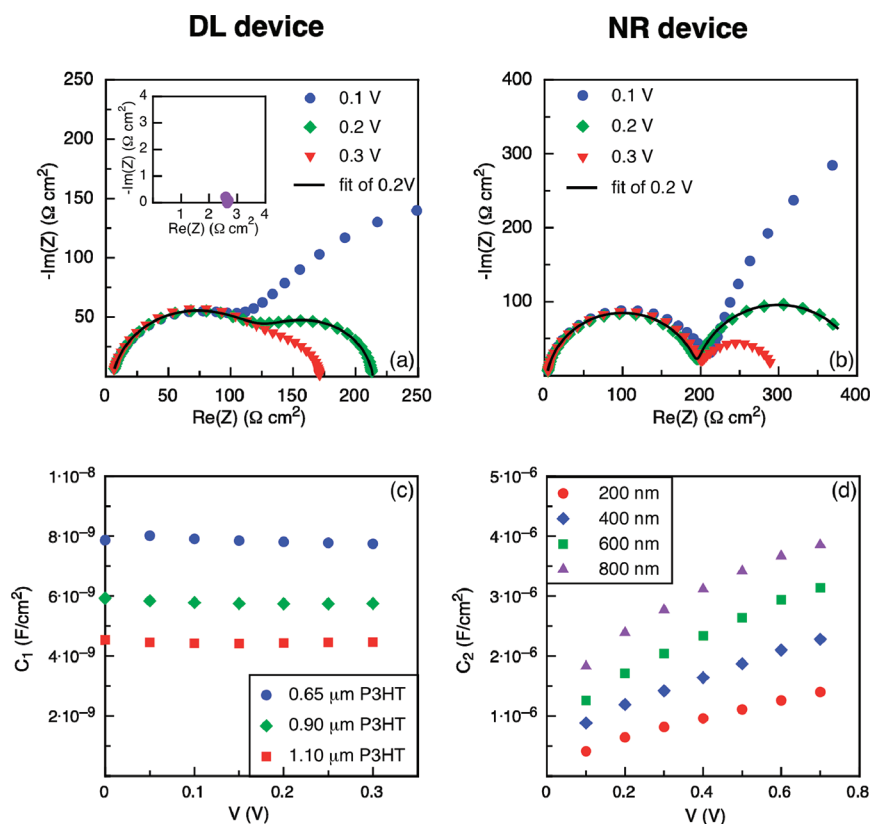 DL device
NR device
250
200
150
100
50
0
0 50 100 150 200 250
-Im(Z) (Ω cm²)
Re(Z) (Ω cm²)
4
3
2
1
0
1 2 3 4
-Im(Z) (Ω cm²)
Re(Z) (Ω cm²)
0.1 V
0.2 V
0.3 V
fit of 0.2V
(a)
400
300
200
100
0
0 100 200 300 400
-Im(Z) (Ω cm²)
Re(Z) (Ω cm²)
0.1 V
0.2 V
0.3 V
fit of 0.2 V
(b)
1·10⁻⁸
8·10⁻⁹
6·10⁻⁹
4·10⁻⁹
2·10⁻⁹
0 0.1 0.2 0.3
C₁ (F/cm²)
V (V)
(c)
0.65 μm P3HT
0.90 μm P3HT
1.10 μm P3HT
5·10⁻⁶
4·10⁻⁶
3·10⁻⁶
2·10⁻⁶
1·10⁻⁶
0 0.2 0.4 0.6 0.8
C₂ (F/cm²)
V (V)
200 nm
400 nm
600 nm
800 nm
(d)